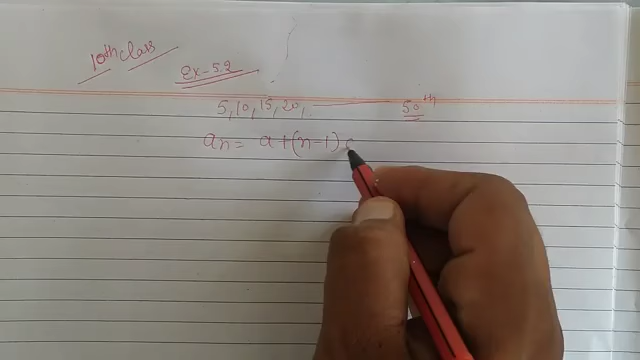 10th class
Ex-5.2
5,10,15,20, 50th
an = a+(n-1)